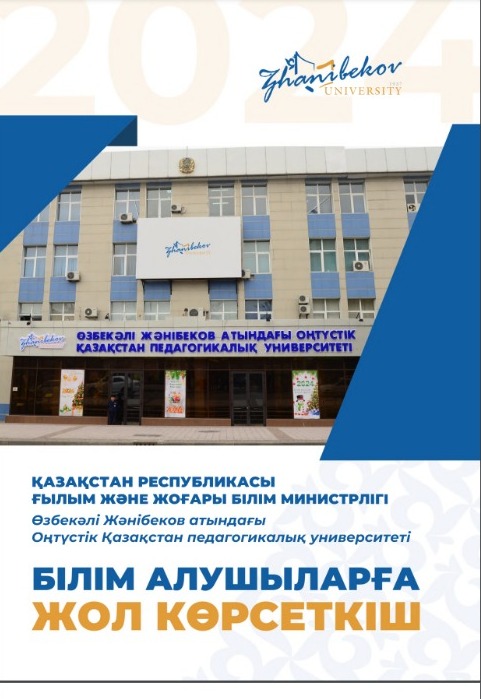 2024
Zhanibekov
UNIVERSITY
Zhanibekov
Zhanibekov
ӨЗБЕКӘЛІ ЖӘНІБЕКОВ АТЫНДАҒЫ ОҢТҮСТІК
ҚАЗАҚСТАН ПЕДАГОГИКАЛЫҚ УНИВЕРСИТЕТІ
2024
ҚАЗАҚСТАН РЕСПУБЛИКАСЫ
ҒЫЛЫМ ЖӘНЕ ЖОҒАРЫ БІЛІМ МИНИСТРЛІГІ
Өзбекәлі Жәнібеков атындағы
Оңтүстік Қазақстан педагогикалық университеті
БІЛІМ АЛУШЫЛАРҒА
ЖОЛ КӨРСЕТКІШ